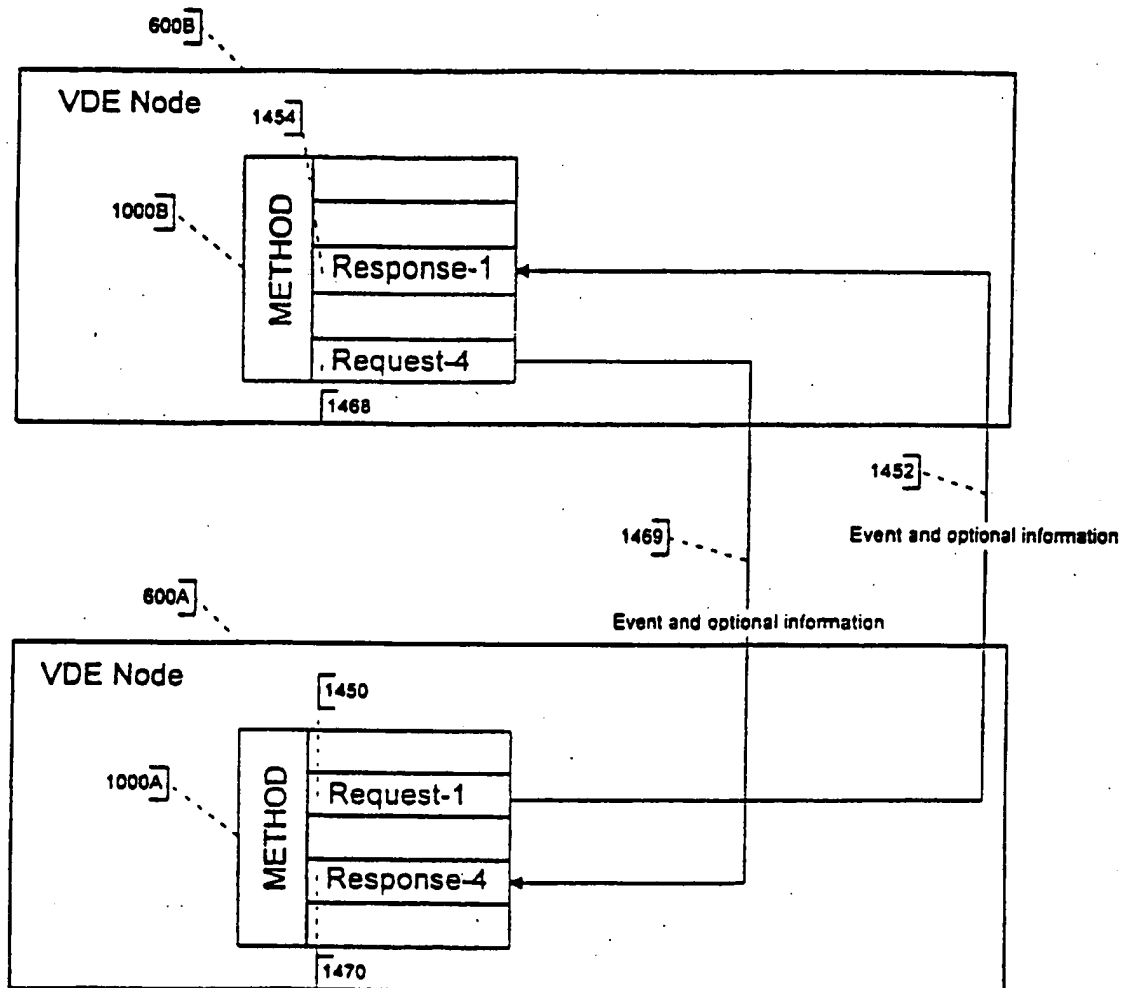 600B
VDE Node
1454
1000B
METHOD
Response-1
Request-4
1468
1452
Event and optional information
1469
600A
Event and optional information
VDE Node
1450
1000A
METHOD
Request-1
Response-4
1470